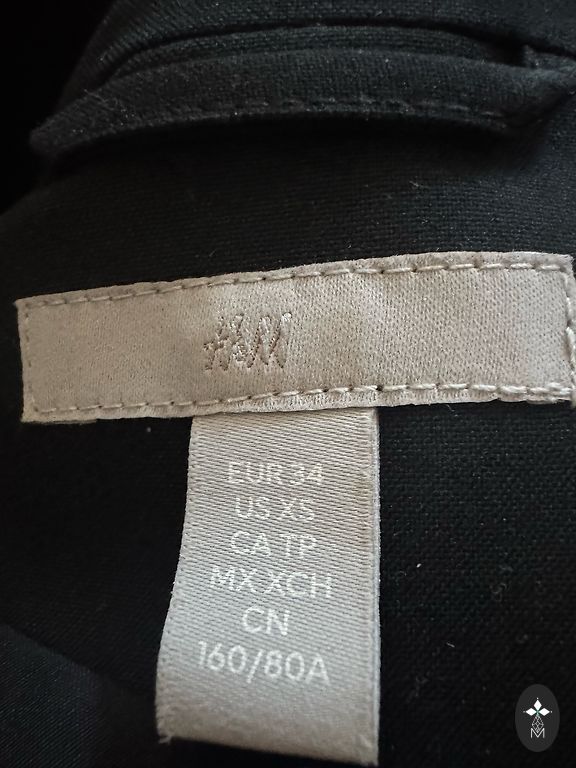 H&M
EUR 34
US XS
CA TP
MX XCH
CN
160/80A
M